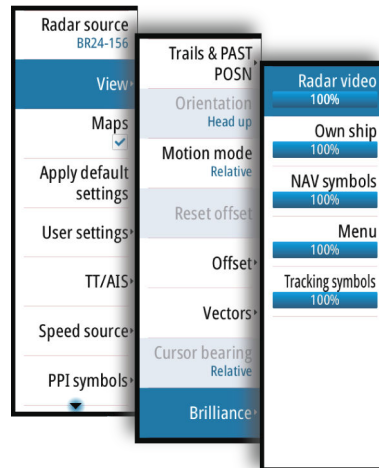 Radar source
BR24-156
View
Maps
Apply default
settings
User settings
TT/AIS
Speed source
PPI symbols
Trails & PAST
POSN
Orientation
Head up
Motion mode
Relative
Reset offset
Offset
Vectors
Cursor bearing
Relative
Brilliance
Radar video
100%
Own ship
100%
NAV symbols
100%
Menu
100%
Tracking symbols
100%